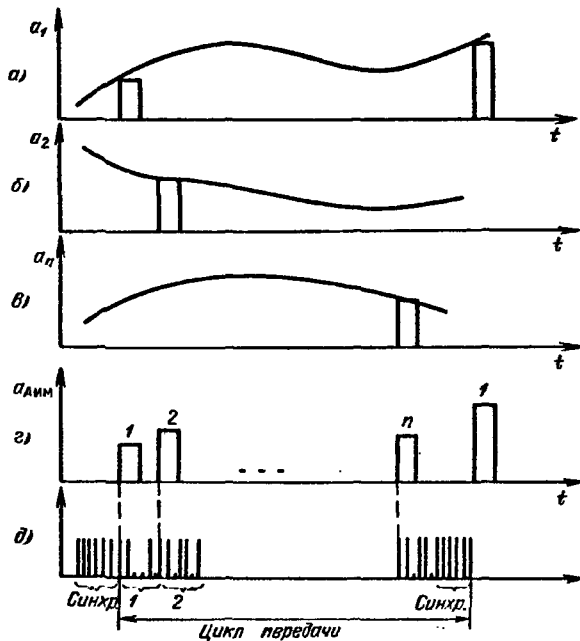 a₁
а)
t
a₂
б)
t
aₙ
в)
t
aАИМ
1
2
n
1
г)
t
д)
Синхр. 1 2
Синхр.
Цикл передачи